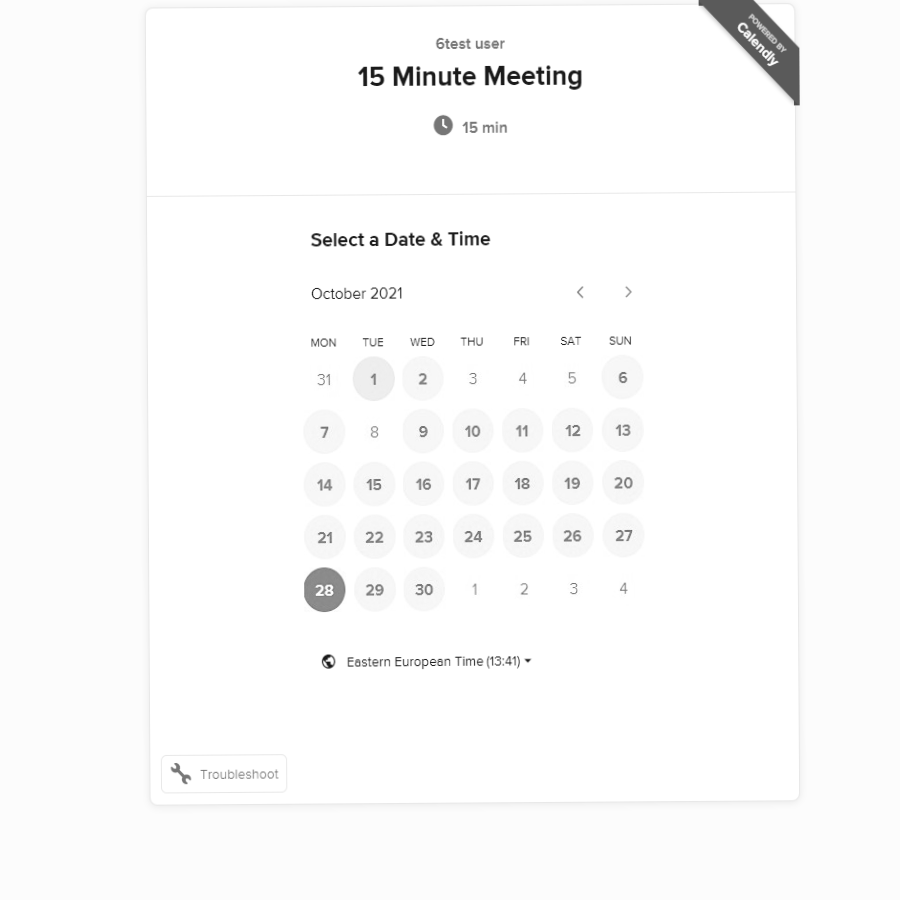 6test user
15 Minute Meeting
15 min
POWERED BY
Calendly
Select a Date & Time
October 2021
MON TUE WED THU FRI SAT SUN
31 1 2 3 4 5 6
7 8 9 10 11 12 13
14 15 16 17 18 19 20
21 22 23 24 25 26 27
28 29 30 1 2 3 4
Eastern European Time (13:41)
Troubleshoot